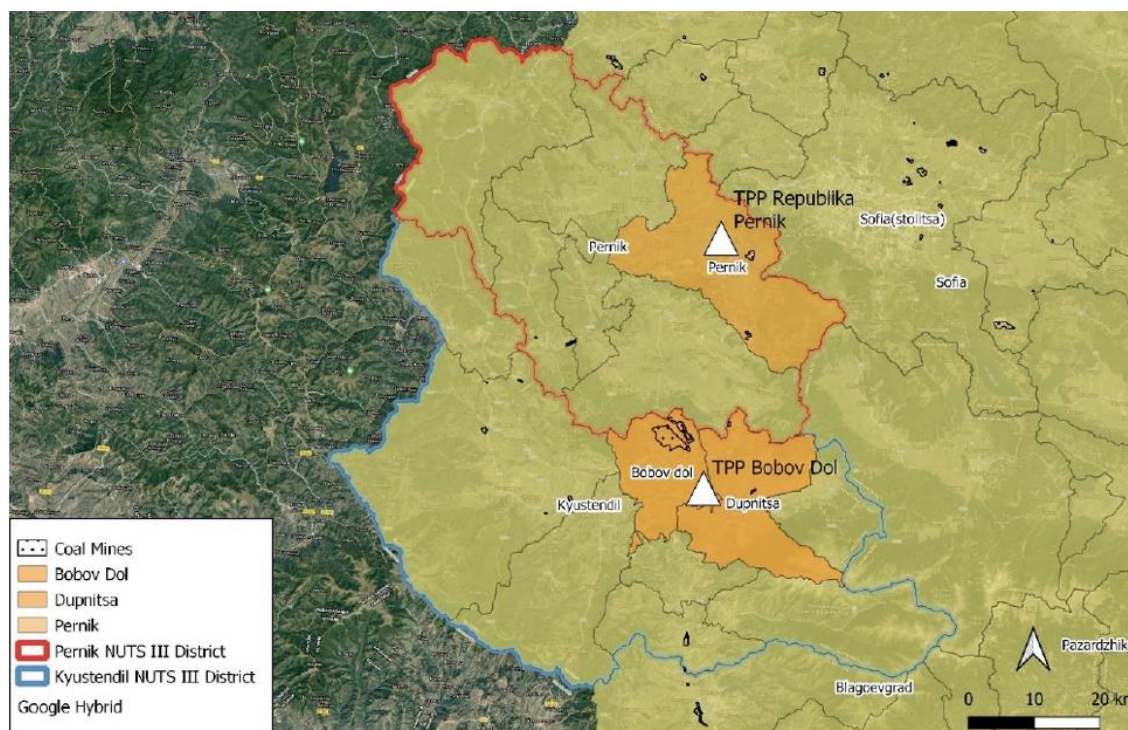 TPP Republika
Pernik
Pernik
Pernik
Sofia(stolitsa)
Sofia
Bobov dol
TPP Bobov Dol
Kyustendil
Dupnitsa
Pazardzhik
Blagoevgrad
Coal Mines
Bobov Dol
Dupnitsa
Pernik
Pernik NUTS III District
Kyustendil NUTS III District
Google Hybrid
0 10 20 km